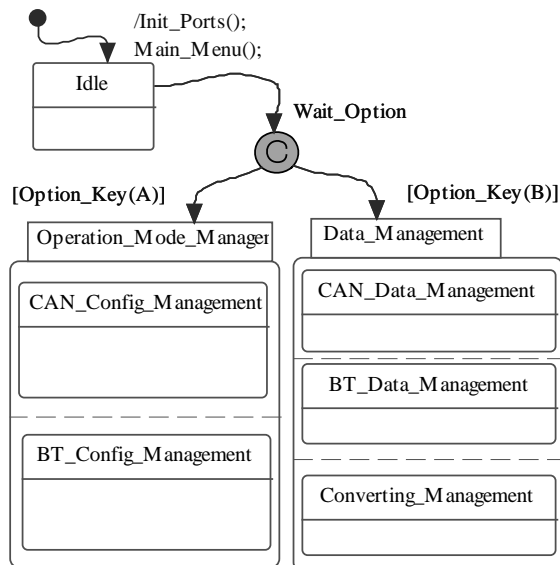 /Init_Ports();
Main_Menu();
Idle
Wait_Option
C
[Option_Key(A)]
[Option_Key(B)]
Operation_Mode_Manager
Data_Management
CAN_Config_Management
CAN_Data_Management
BT_Data_Management
BT_Config_Management
Converting_Management